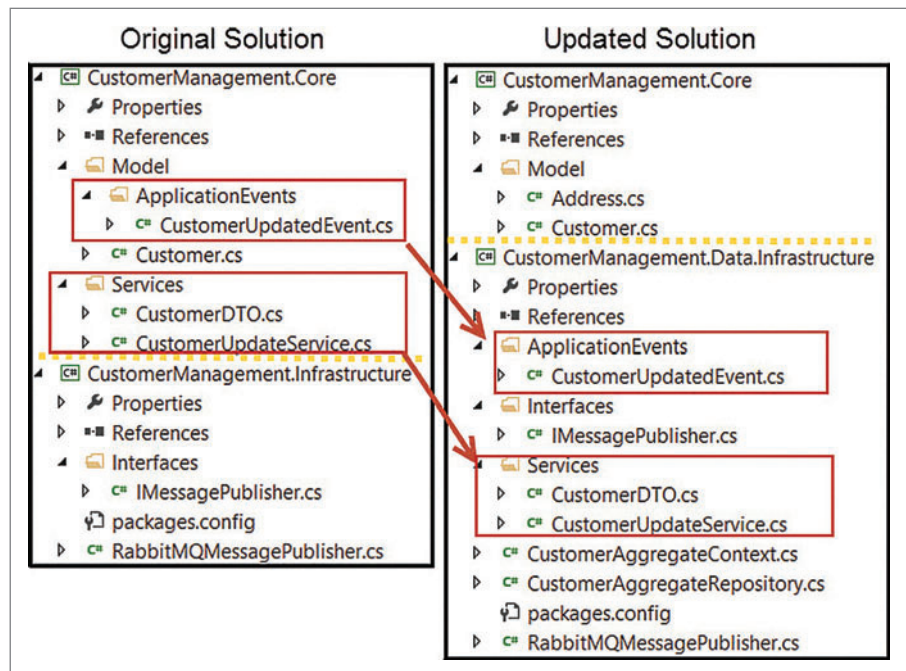 Original Solution
C# CustomerManagement.Core
Properties
References
Model
ApplicationEvents
C# CustomerUpdatedEvent.cs
C# Customer.cs
Services
C# CustomerDTO.cs
C# CustomerUpdateService.cs
C# CustomerManagement.Infrastructure
Properties
References
Interfaces
C# IMessagePublisher.cs
packages.config
C# RabbitMQMessagePublisher.cs
Updated Solution
C# CustomerManagement.Core
Properties
References
Model
C# Address.cs
C# Customer.cs
C# CustomerManagement.Data.Infrastructure
Properties
References
ApplicationEvents
C# CustomerUpdatedEvent.cs
Interfaces
C# IMessagePublisher.cs
Services
C# CustomerDTO.cs
C# CustomerUpdateService.cs
C# CustomerAggregateContext.cs
C# CustomerAggregateRepository.cs
packages.config
C# RabbitMQMessagePublisher.cs